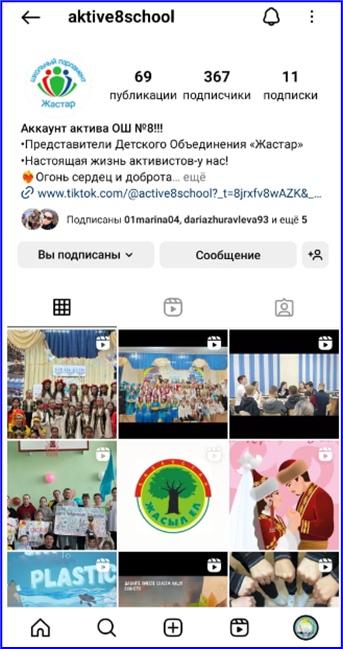 aktive8school
школьный парламент
Жастар
69 367 11
публикации подписчики подписки
Аккаунт актива ОШ №8!!!
•Представители Детского Объединения «Жастар»
•Настоящая жизнь активистов-у нас!
❤️‍🔥Огонь сердец и доброта… ещё
www.tiktok.com/@active8school?_t=8jrxfv8wAZK&_…
Подписаны 01marina04, dariazhuravleva93 и ещё 5
Вы подписаны Сообщение
ЖАСЫЛ ЕЛ
PLASTIC